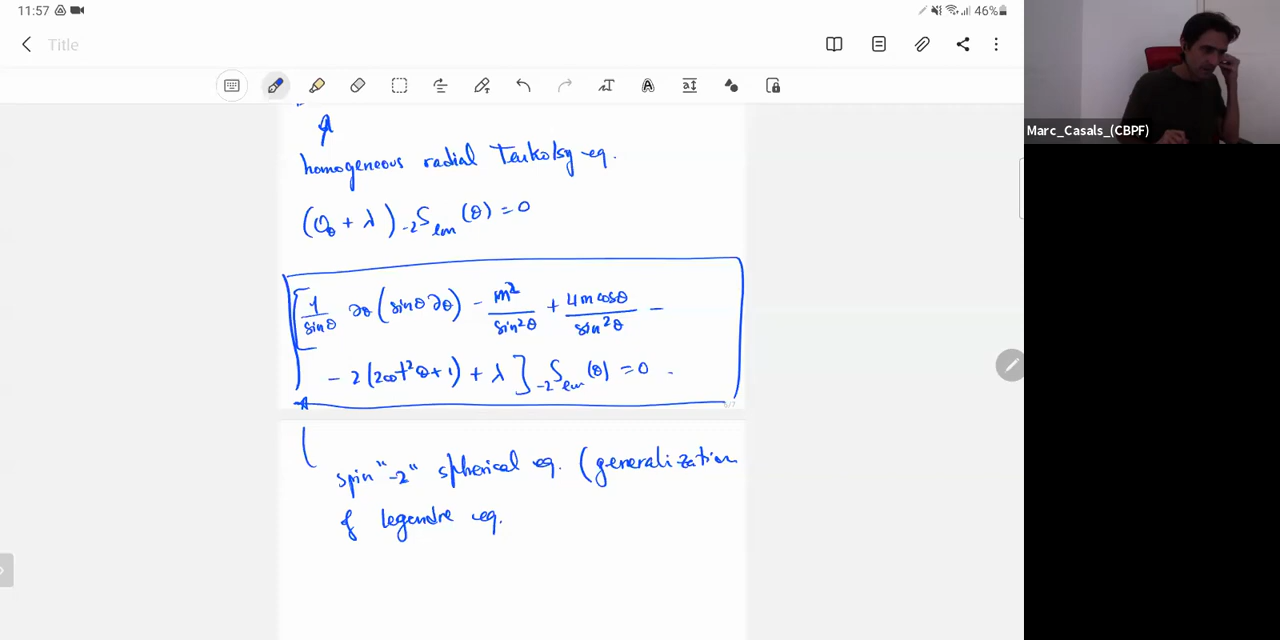 11:57
46%
Title
homogeneous radial Teukolsy eq.
(O_θ + λ) ₋₂S_lm (θ) = 0
[ 1/sinθ ∂θ (sinθ ∂θ) - m²/sin²θ + 4m cosθ/sin²θ -
- 2(2cot²θ + 1) + λ ] ₋₂S_lm (θ) = 0 .
spin "-2" spherical eq. (generalization
of legendre eq.
Marc_Casals_(CBPF)